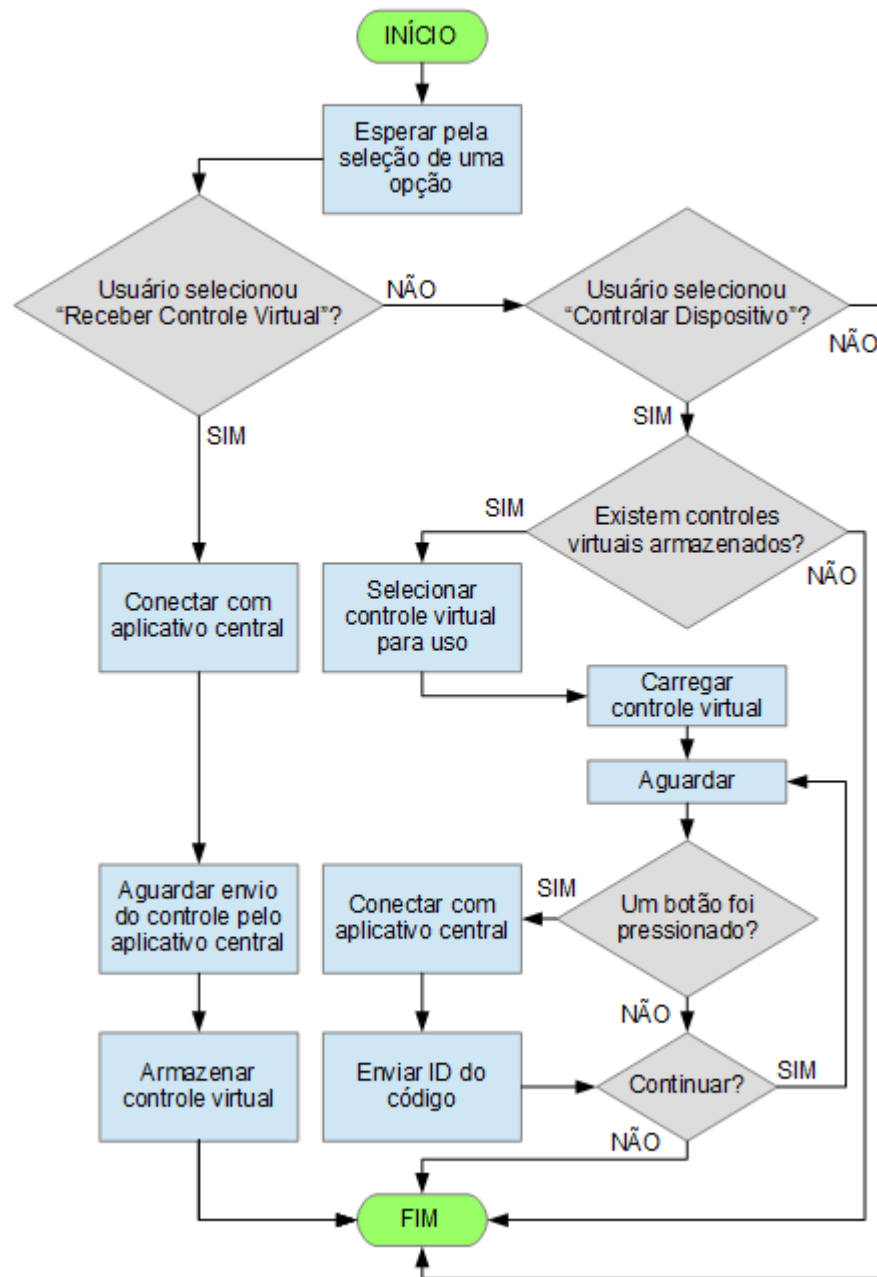 INÍCIO
Esperar pela
seleção de uma
opção
Usuário selecionou
“Receber Controle Virtual”?
NÃO
Usuário selecionou
“Controlar Dispositivo”?
NÃO
SIM
SIM
SIM
Existem controles
virtuais armazenados?
NÃO
Conectar com
aplicativo central
Selecionar
controle virtual
para uso
Carregar
controle virtual
Aguardar
Aguardar envio
do controle pelo
aplicativo central
Conectar com
aplicativo central
SIM
Um botão foi
pressionado?
NÃO
Armazenar
controle virtual
Enviar ID do
código
Continuar?
SIM
NÃO
FIM